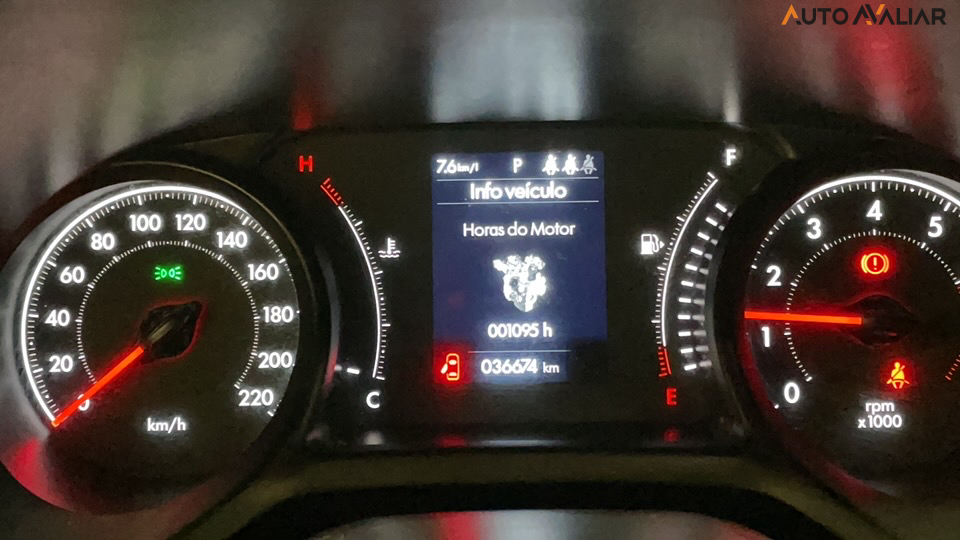 AUTO AVALIAR
7.6 km/l P
Info veículo
Horas do Motor
001095 h
036674 km
H
C
F
E
0
20
40
60
80
100
120
140
160
180
200
220
km/h
0
1
2
3
4
5
rpm
x1000